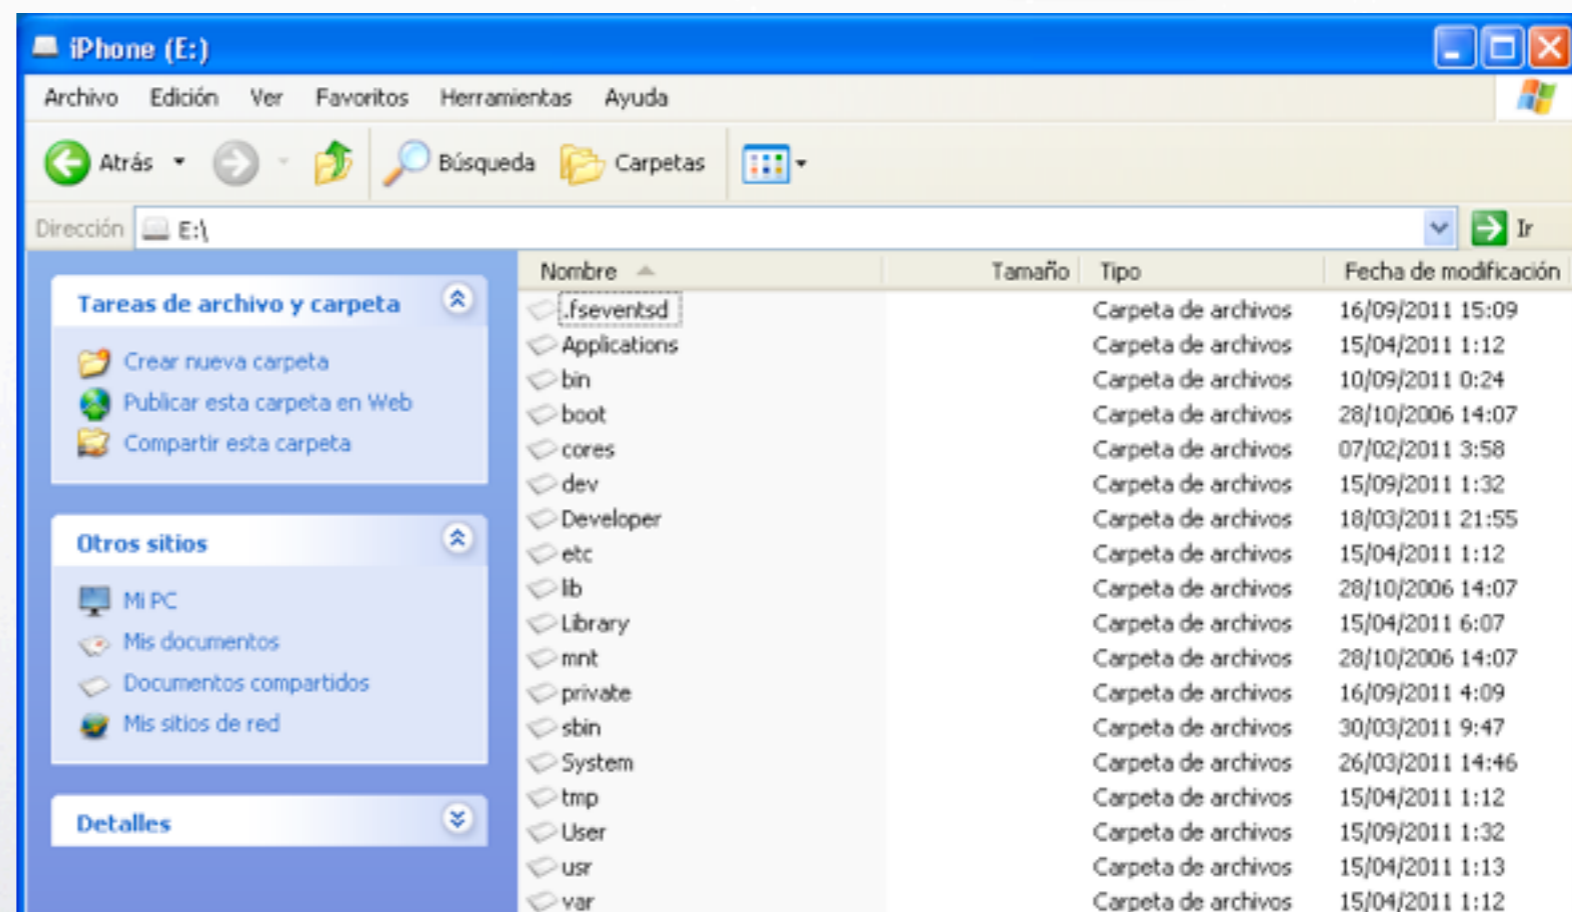 iPhone (E:)
Archivo Edición Ver Favoritos Herramientas Ayuda
Atrás Búsqueda Carpetas
Dirección E:\ Ir
Tareas de archivo y carpeta
Crear nueva carpeta
Publicar esta carpeta en Web
Compartir esta carpeta
Otros sitios
Mi PC
Mis documentos
Documentos compartidos
Mis sitios de red
Detalles
Nombre Tamaño Tipo Fecha de modificación
.fseventsd Carpeta de archivos 16/09/2011 15:09
Applications Carpeta de archivos 15/04/2011 1:12
bin Carpeta de archivos 10/09/2011 0:24
boot Carpeta de archivos 28/10/2006 14:07
cores Carpeta de archivos 07/02/2011 3:58
dev Carpeta de archivos 15/09/2011 1:32
Developer Carpeta de archivos 18/03/2011 21:55
etc Carpeta de archivos 15/04/2011 1:12
lib Carpeta de archivos 28/10/2006 14:07
Library Carpeta de archivos 15/04/2011 6:07
mnt Carpeta de archivos 28/10/2006 14:07
private Carpeta de archivos 16/09/2011 4:09
sbin Carpeta de archivos 30/03/2011 9:47
System Carpeta de archivos 26/03/2011 14:46
tmp Carpeta de archivos 15/04/2011 1:12
User Carpeta de archivos 15/09/2011 1:32
usr Carpeta de archivos 15/04/2011 1:13
var Carpeta de archivos 15/04/2011 1:12